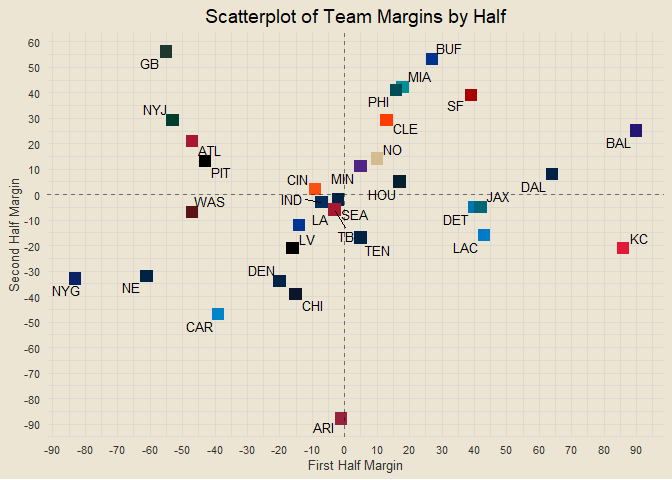 Scatterplot of Team Margins by Half
Second Half Margin
60
50
40
30
20
10
0
-10
-20
-30
-40
-50
-60
-70
-80
-90
GB
BUF
MIA
PHI
SF
NYJ
CLE
BAL
ATL
PIT
NO
CIN
MIN
HOU
DAL
IND
WAS
LA
SEA
JAX
DET
LV
TB
TEN
LAC
KC
NYG
NE
DEN
CHI
CAR
ARI
-90 -80 -70 -60 -50 -40 -30 -20 -10 0 10 20 30 40 50 60 70 80 90
First Half Margin